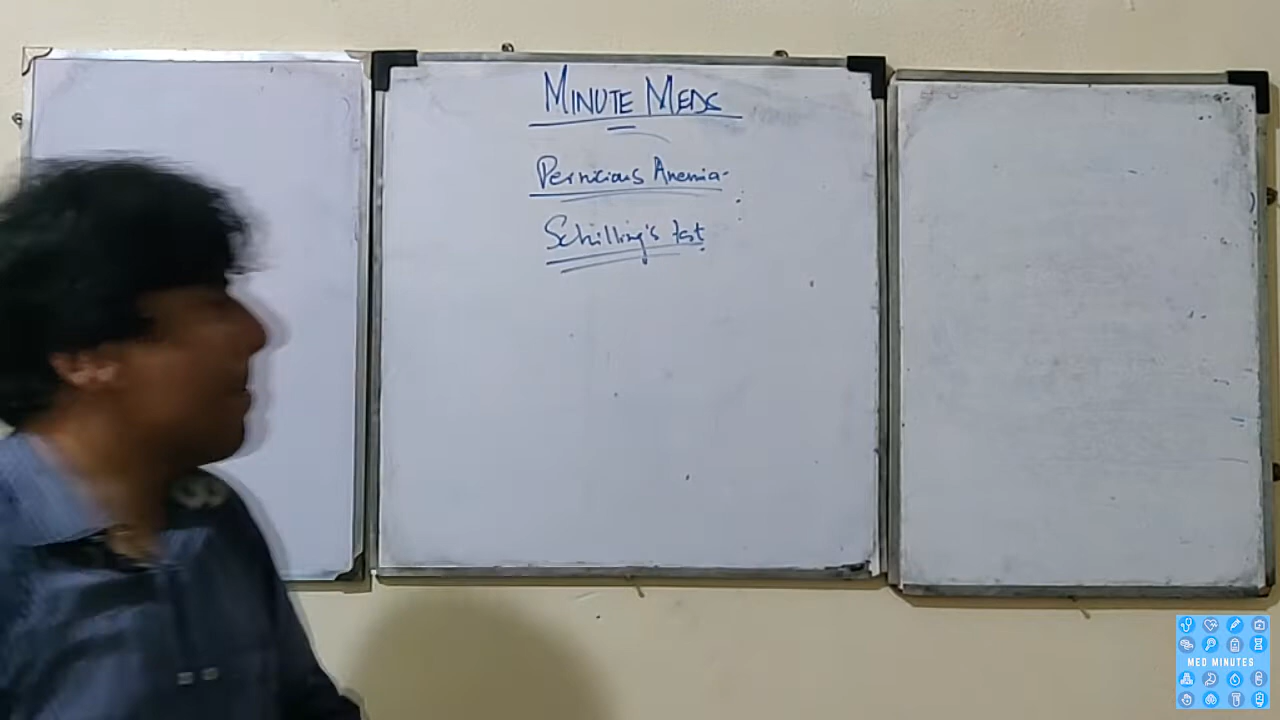 MINUTE MEDS
Pernicious Anemia.
Schilling's test
MED MINUTES